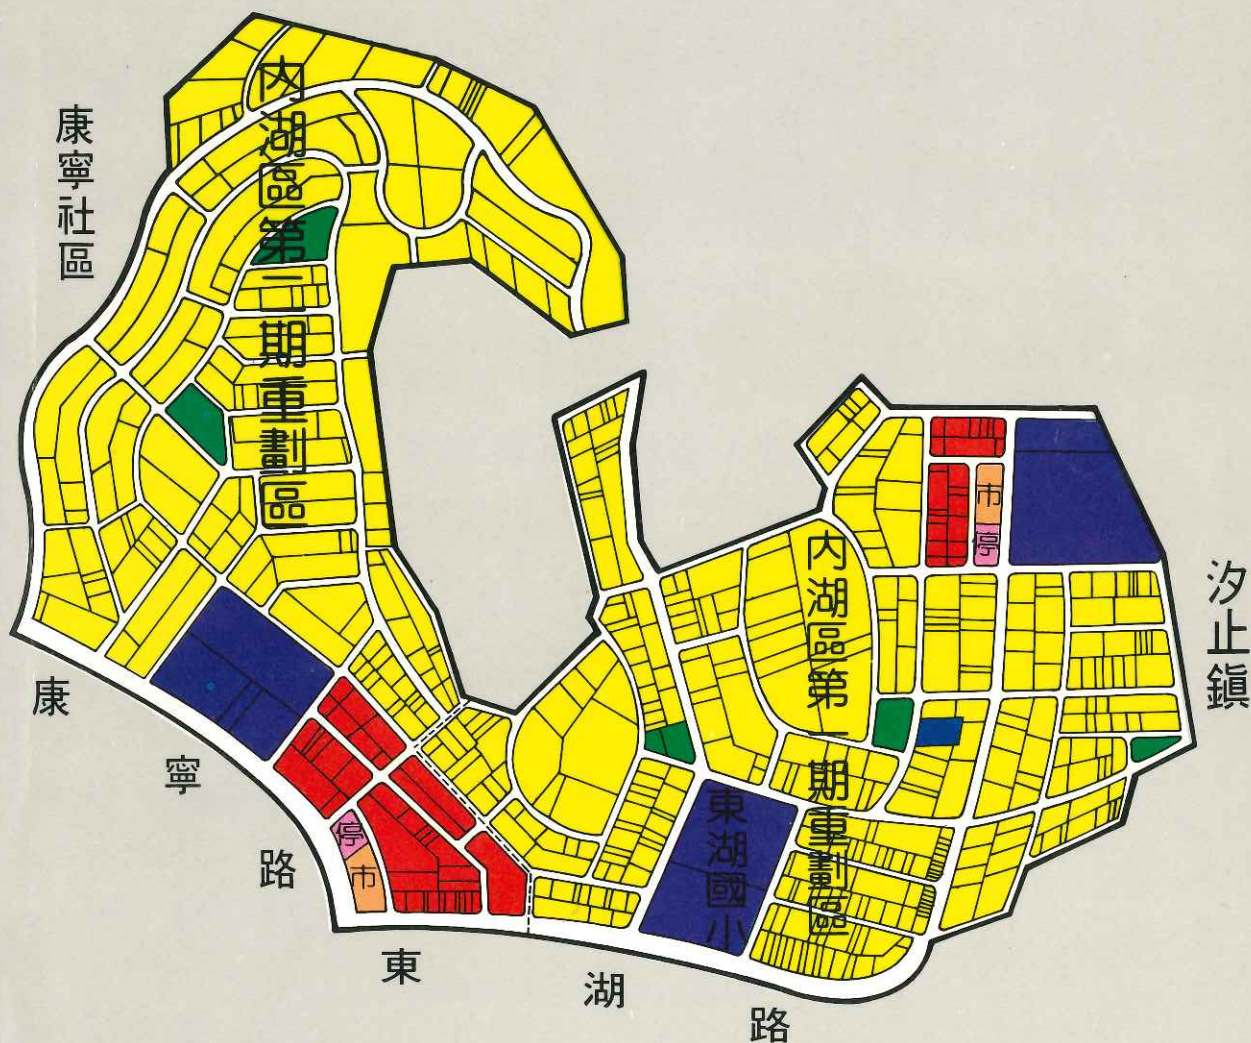 康寧社區
內湖區第二期重劃區
市
停
內湖區第一期重劃區
汐止鎮
東湖國小
停
市
康寧路
東湖路